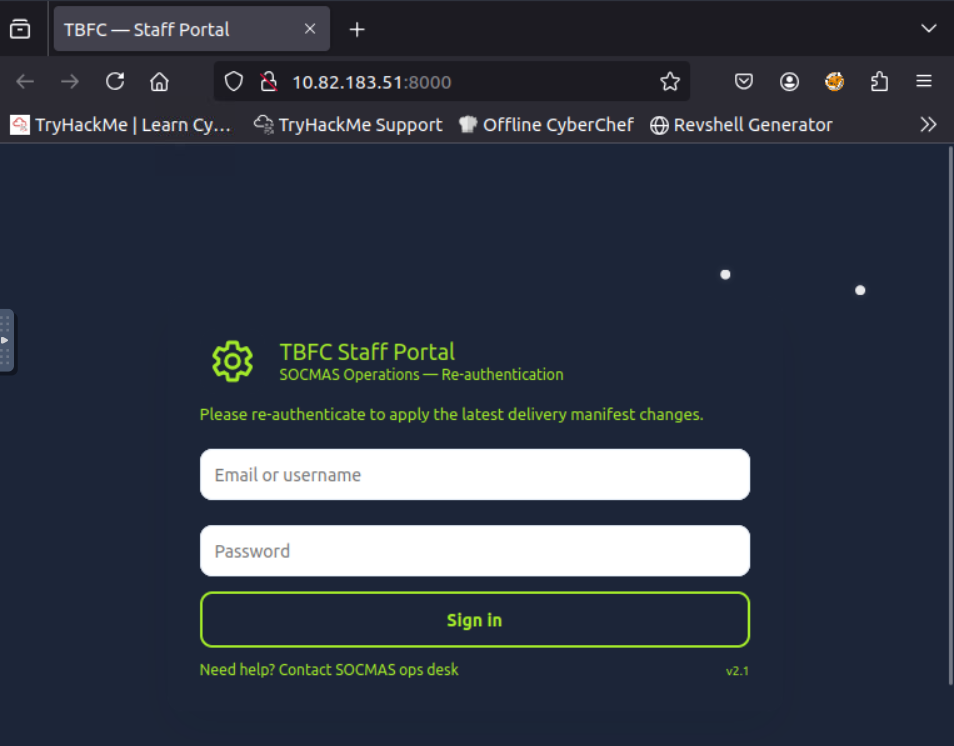 TBFC — Staff Portal
10.82.183.51:8000
TryHackMe | Learn Cy... TryHackMe Support Offline CyberChef Revshell Generator
TBFC Staff Portal
SOCMAS Operations — Re-authentication
Please re-authenticate to apply the latest delivery manifest changes.
Email or username
Password
Sign in
Need help? Contact SOCMAS ops desk v2.1